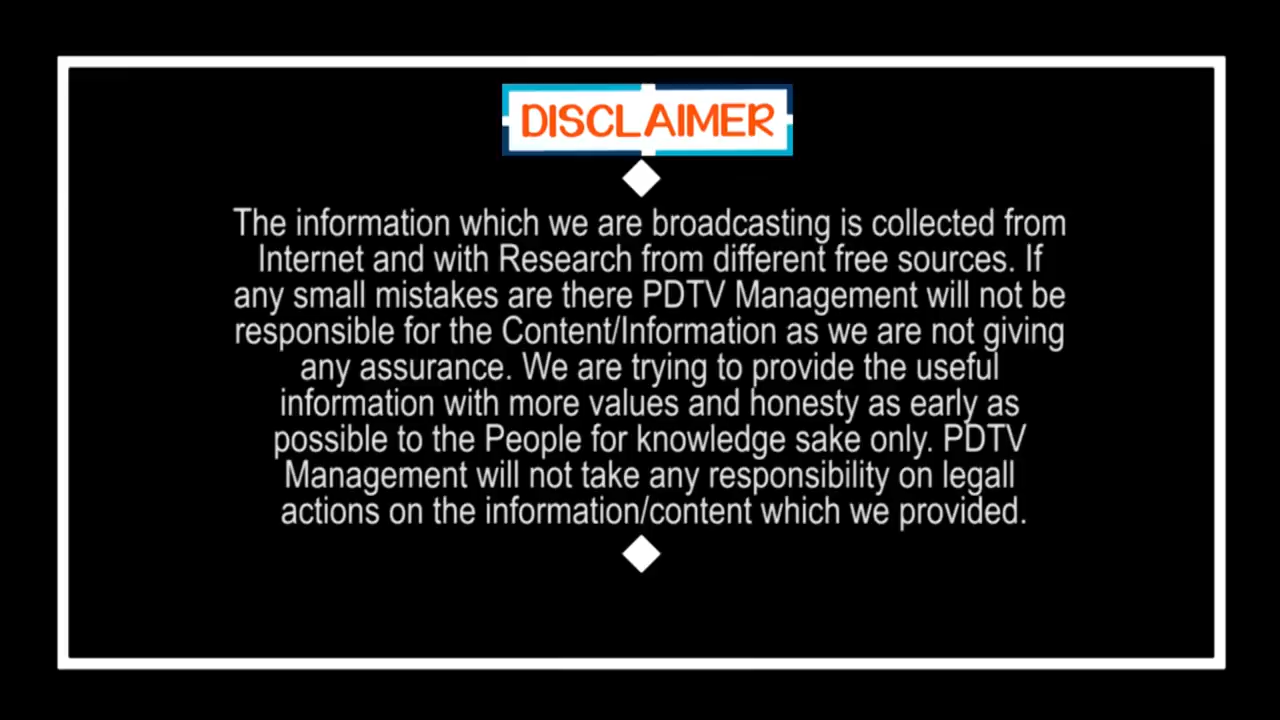 DISCLAIMER
The information which we are broadcasting is collected from
Internet and with Research from different free sources. If
any small mistakes are there PDTV Management will not be
responsible for the Content/Information as we are not giving
any assurance. We are trying to provide the useful
information with more values and honesty as early as
possible to the People for knowledge sake only. PDTV
Management will not take any responsibility on legall
actions on the information/content which we provided.